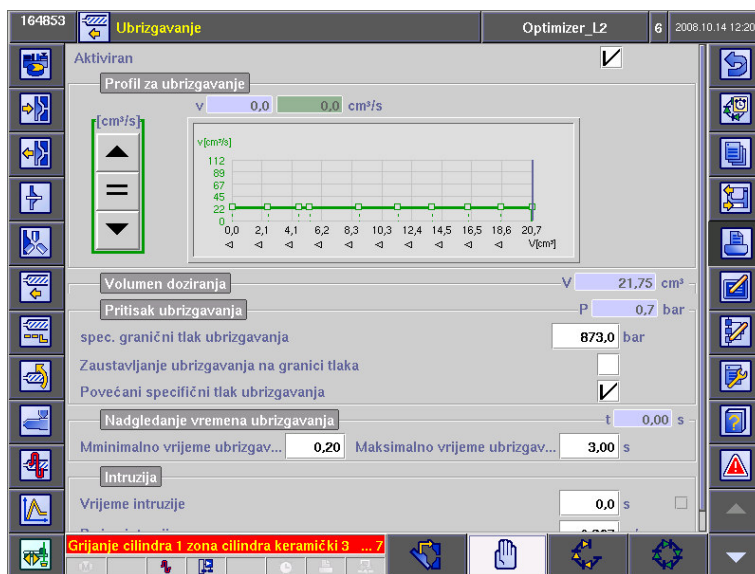 164853 Ubrizgavanje Optimizer_L2 6 2008.10.14 12:20
Aktiviran
Profil za ubrizgavanje
v 0,0 0,0 cm³/s
[cm³/s]
v[cm³/s]
112
89
67
45
22
0
0,0 2,1 4,1 6,2 8,3 10,3 12,4 14,5 16,5 18,6 20,7
V[cm³]
Volumen doziranja V 21,75 cm³
Pritisak ubrizgavanja P 0,7 bar
spec. granični tlak ubrizgavanja 873,0 bar
Zaustavljanje ubrizgavanja na granici tlaka
Povećani specifični tlak ubrizgavanja
Nadgledanje vremena ubrizgavanja t 0,00 s
Mminimalno vrijeme ubrizgav... 0,20 Maksimalno vrijeme ubrizgav... 3,00 s
Intruzija
Vrijeme intruzije 0,0 s
Grijanje cilindra 1 zona cilindra keramički 3 ... 7